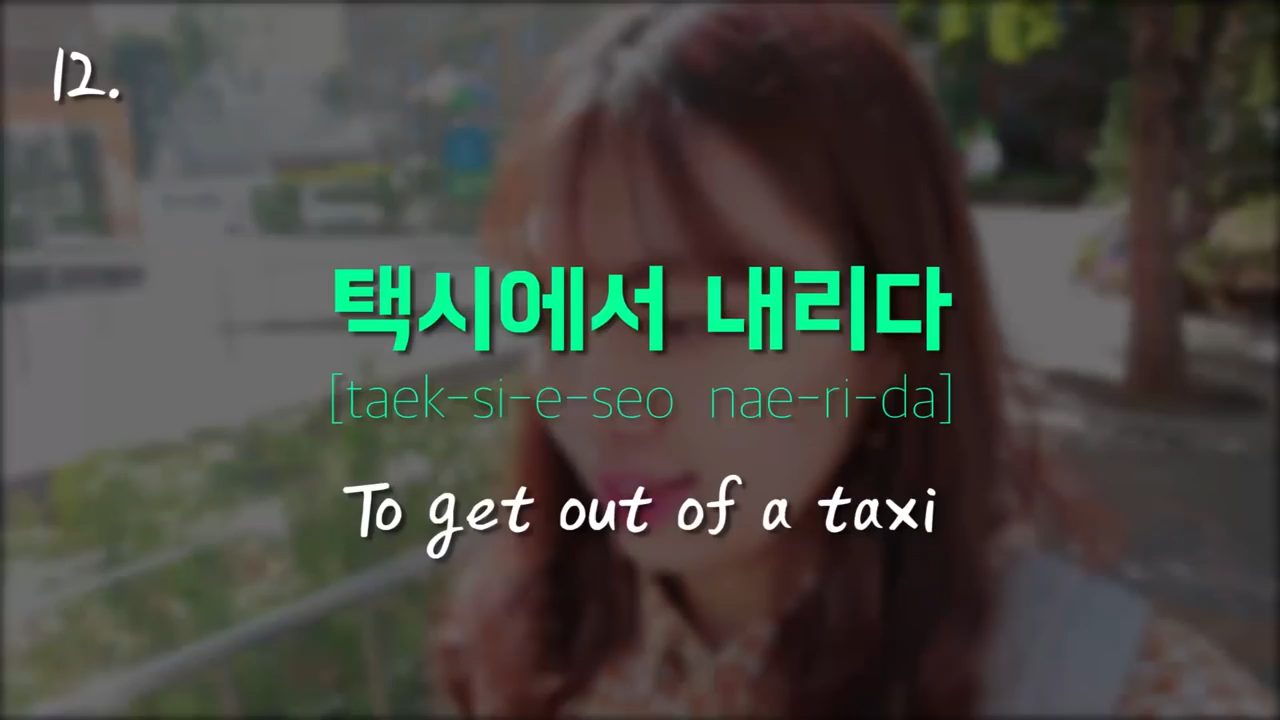 12.
택시에서 내리다
[taek-si-e-seo nae-ri-da]
To get out of a taxi